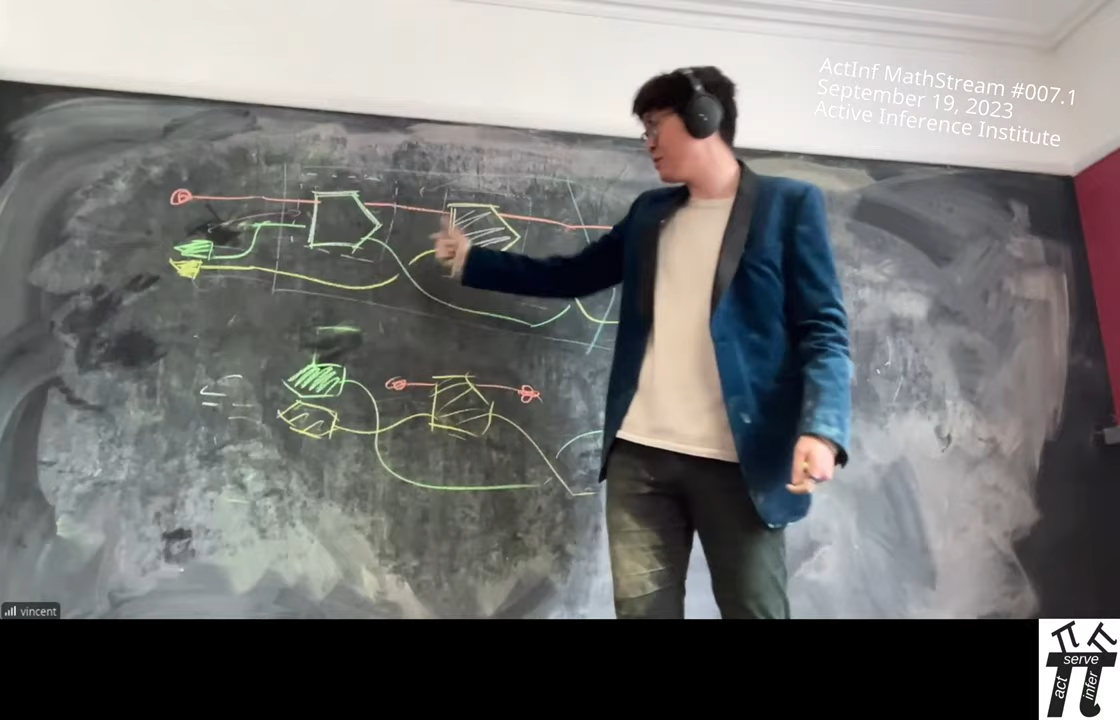 ActInf MathStream #007.1
September 19, 2023
Active Inference Institute
vincent
serve
act
infer